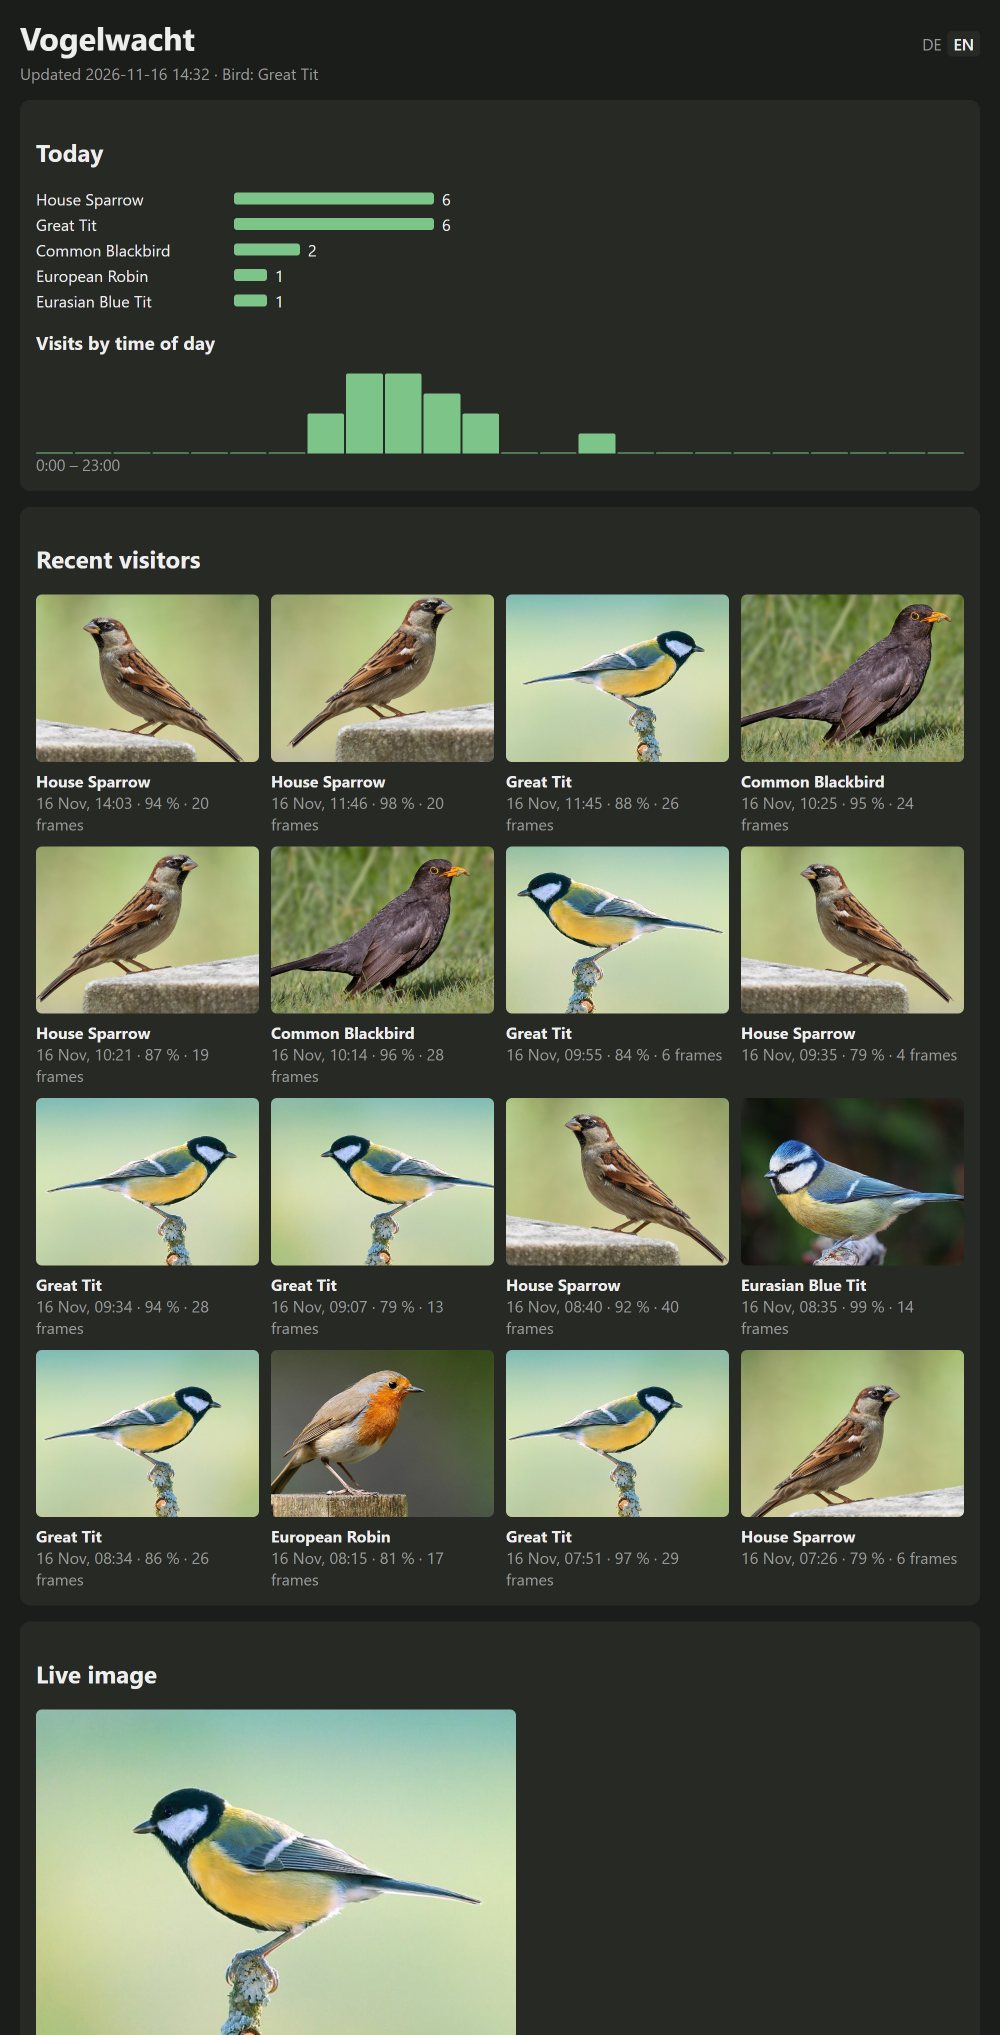 Vogelwacht
DE EN
Updated 2026-11-16 14:32 · Bird: Great Tit
Today
House Sparrow 6
Great Tit 6
Common Blackbird 2
European Robin 1
Eurasian Blue Tit 1
Visits by time of day
0:00 – 23:00
Recent visitors
House Sparrow
16 Nov, 14:03 · 94 % · 20
frames
House Sparrow
16 Nov, 11:46 · 98 % · 20
frames
Great Tit
16 Nov, 11:45 · 88 % · 26
frames
Common Blackbird
16 Nov, 10:25 · 95 % · 24
frames
House Sparrow
16 Nov, 10:21 · 87 % · 19
frames
Common Blackbird
16 Nov, 10:14 · 96 % · 28
frames
Great Tit
16 Nov, 09:55 · 84 % · 6 frames
House Sparrow
16 Nov, 09:35 · 79 % · 4 frames
Great Tit
16 Nov, 09:34 · 94 % · 28
frames
Great Tit
16 Nov, 09:07 · 79 % · 13
frames
House Sparrow
16 Nov, 08:40 · 92 % · 40
frames
Eurasian Blue Tit
16 Nov, 08:35 · 99 % · 14
frames
Great Tit
16 Nov, 08:34 · 86 % · 26
frames
European Robin
16 Nov, 08:15 · 81 % · 17
frames
Great Tit
16 Nov, 07:51 · 97 % · 29
frames
House Sparrow
16 Nov, 07:26 · 79 % · 6 frames
Live image